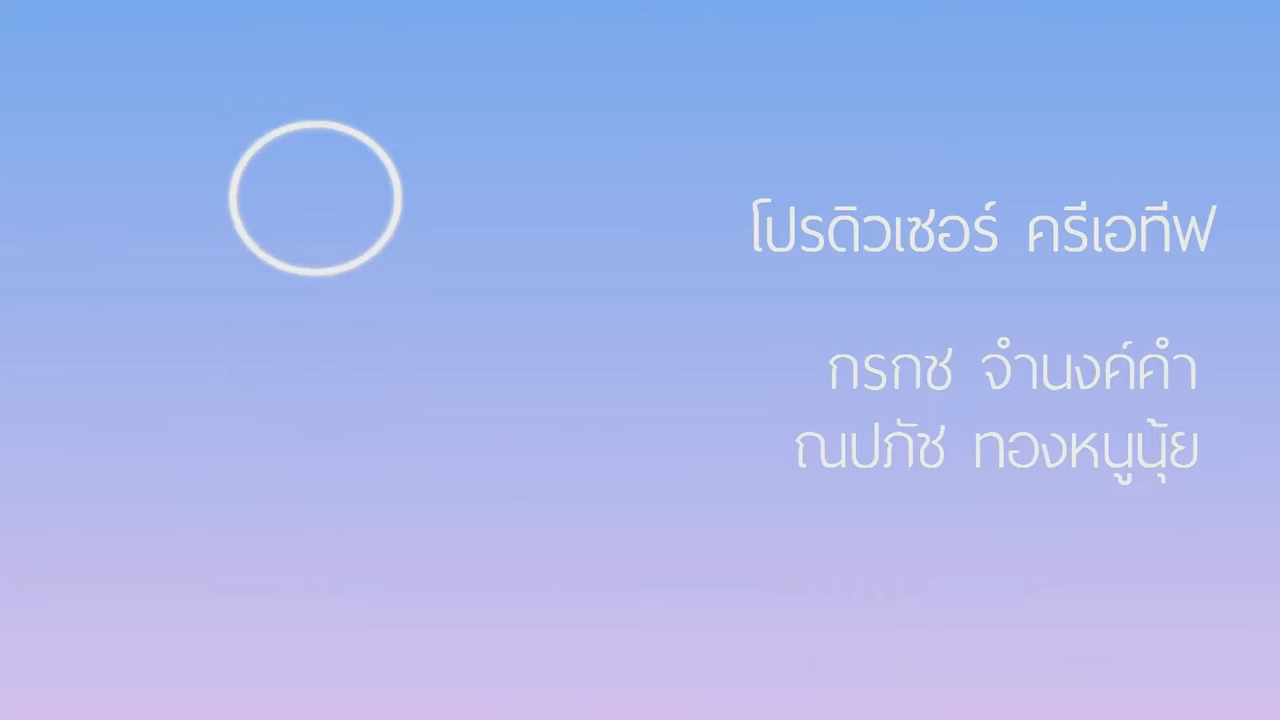 โปรดิวเซอร์ ครีเอทีฟ
กรกช จำนงค์คำ
ณปภัช ทองหนูนุ้ย